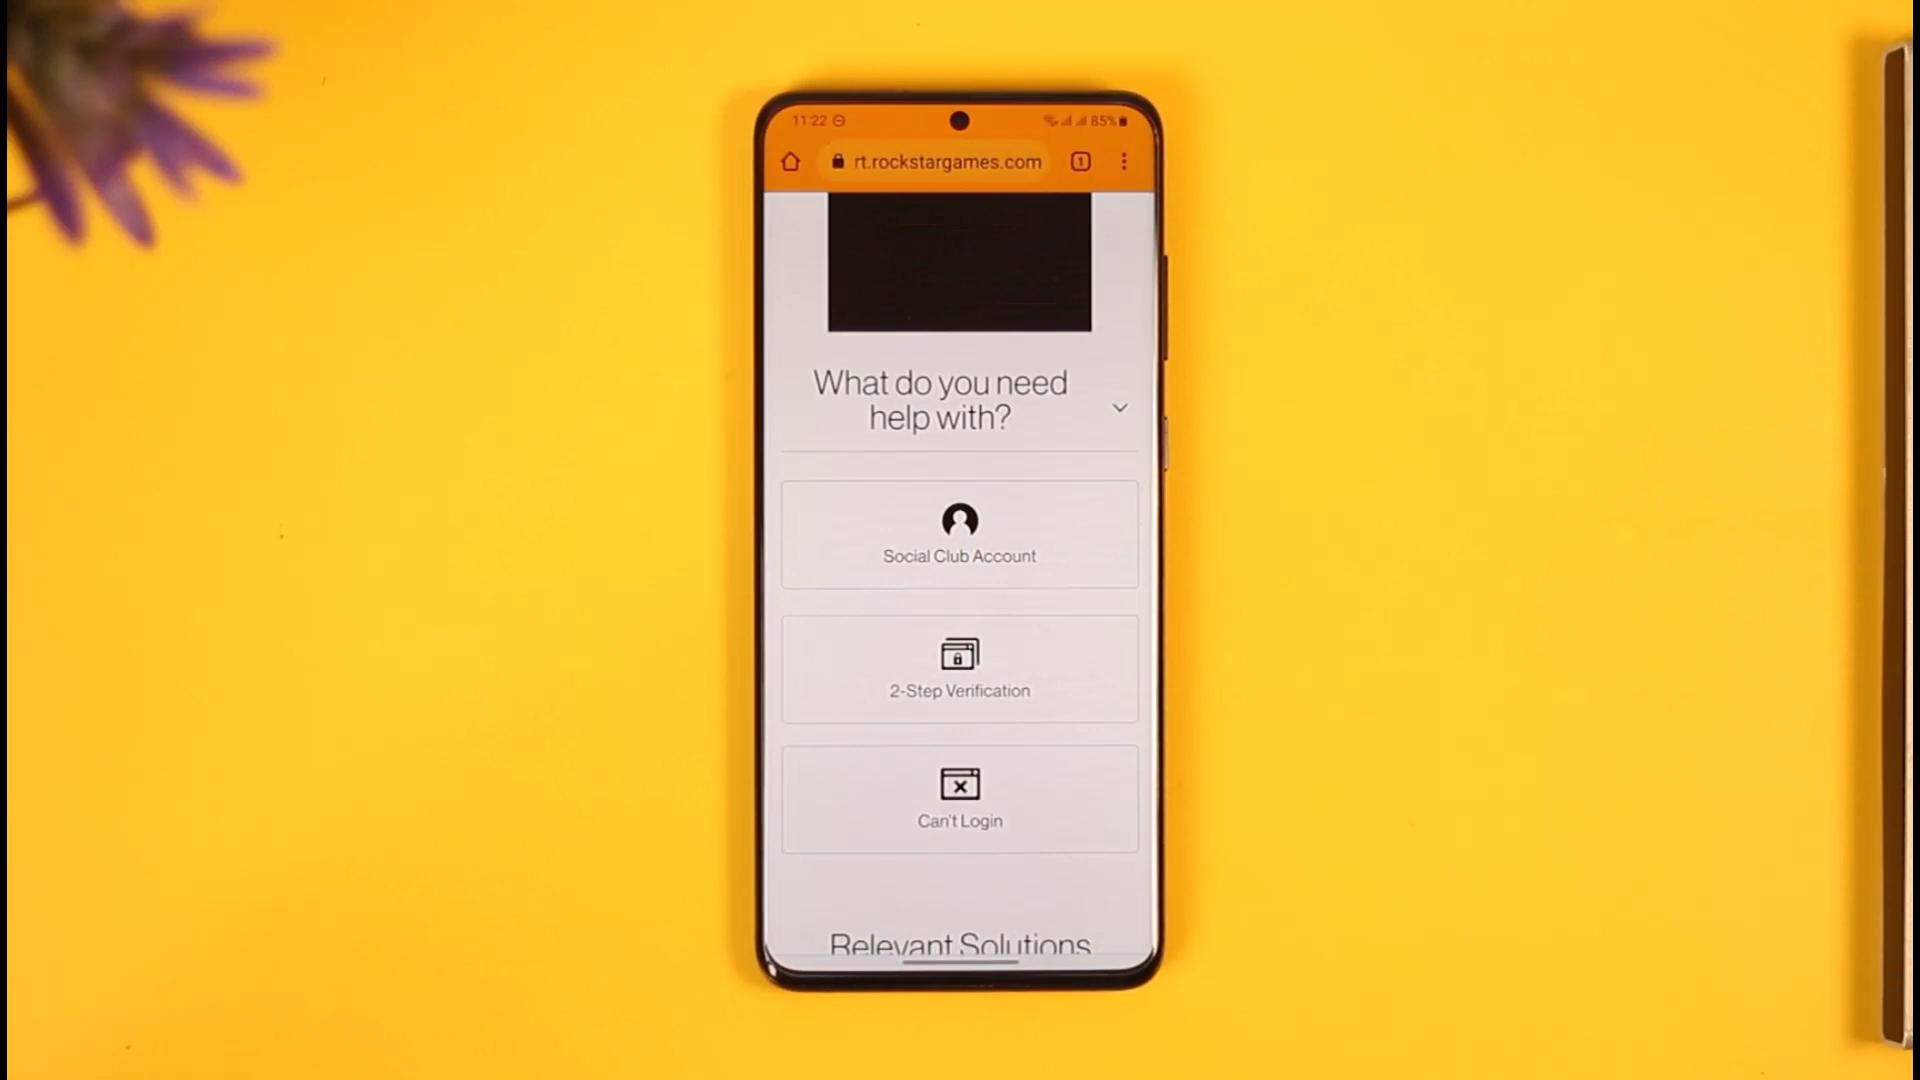 11:22
85%
rt.rockstargames.com
1
What do you need
help with?
Social Club Account
2-Step Verification
Can't Login
Relevant Solutions